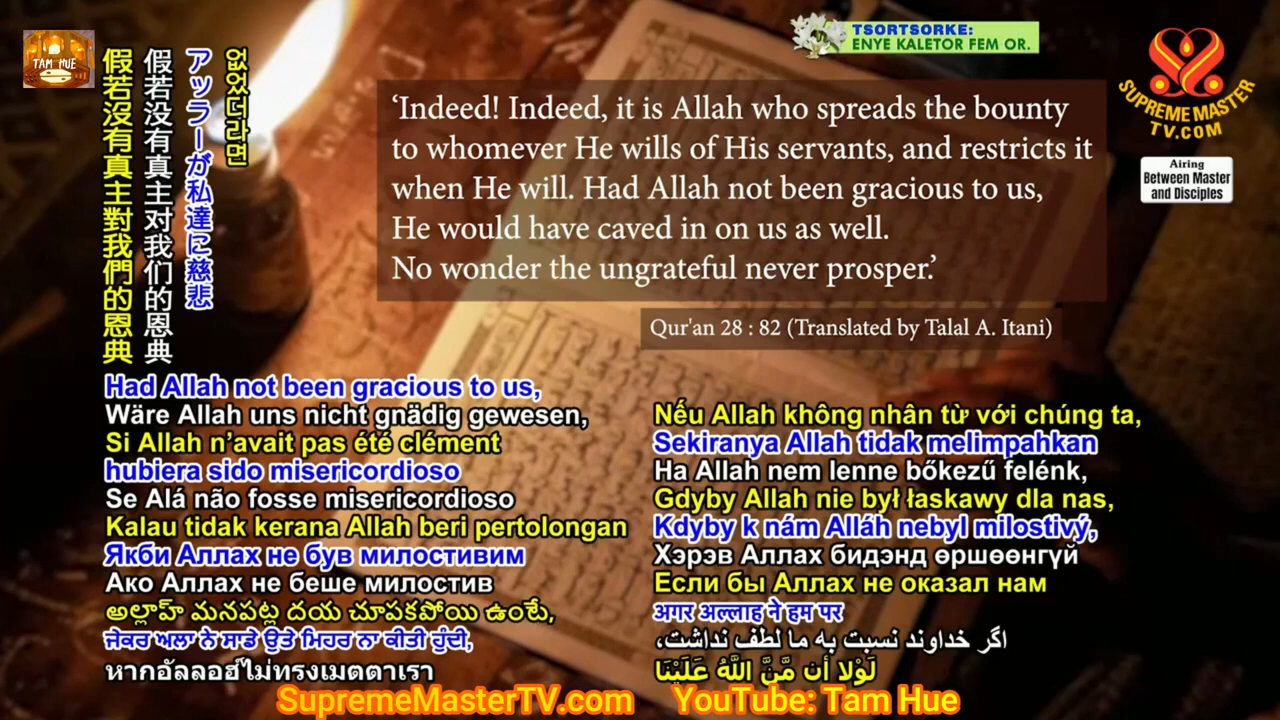 TAM HUE
TSORTSORKE:
ENYE KALETOR FEM OR.
SUPREME MASTER
TV.COM
Airing
Between Master
and Disciples
‘Indeed! Indeed, it is Allah who spreads the bounty
to whomever He wills of His servants, and restricts it
when He will. Had Allah not been gracious to us,
He would have caved in on us as well.
No wonder the ungrateful never prosper.’
Qur'an 28 : 82 (Translated by Talal A. Itani)
없었더라면
アッラーが私達に慈悲
假若没有真主对我们的恩典
假若沒有真主對我們的恩典
Had Allah not been gracious to us,
Wäre Allah uns nicht gnädig gewesen,
Si Allah n’avait pas été clément
hubiera sido misericordioso
Se Alá não fosse misericordioso
Kalau tidak kerana Allah beri pertolongan
Якби Аллах не був милостивим
Ако Аллах не беше милостив
అల్లాహ్ మనపట్ల దయ చూపకపోయి ఉంటే,
ਜੇਕਰ ਅਲਾ ਨੇ ਸਾਡੇ ਉਤੇ ਮਿਹਰ ਨਾ ਕੀਤੀ ਹੁੰਦੀ,
หากอัลลอฮ์ไม่ทรงเมตตาเรา
Nếu Allah không nhân từ với chúng ta,
Sekiranya Allah tidak melimpahkan
Ha Allah nem lenne bőkezű felénk,
Gdyby Allah nie był łaskawy dla nas,
Kdyby k nám Alláh nebyl milostivý,
Хэрэв Аллах бидэнд өршөөнгүй
Если бы Аллах не оказал нам
अगर अल्लाह ने हम पर
اگر خداوند نسبت به ما لطف نداشت،
لَوْلا أَن مَّنَّ اللَّهُ عَلَيْنَا
SupremeMasterTV.com YouTube: Tam Hue